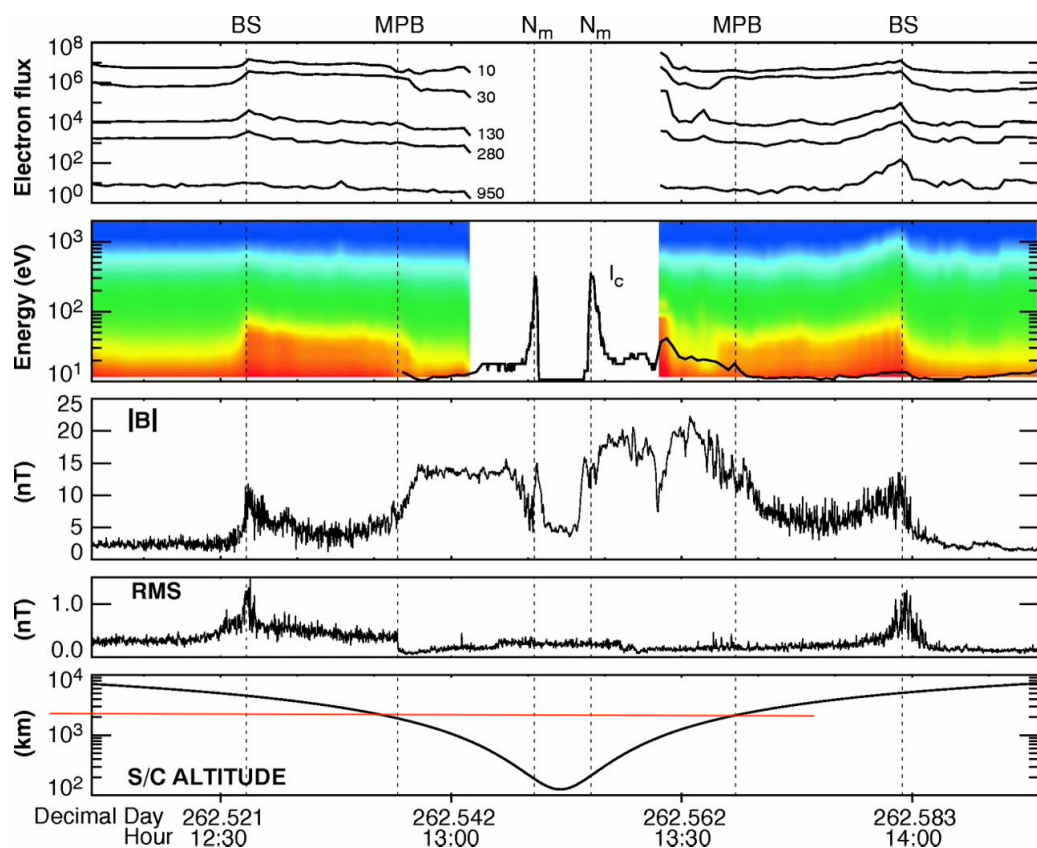 BS MPB Nm Nm MPB BS
Electron flux
10^8
10^6
10^4
10^2
10^0
10
30
130
280
950
Energy (eV)
10^3
10^2
10^1
Ic
|B|
(nT)
25
20
15
10
5
0
RMS
(nT)
1.0
0.0
(km)
10^4
10^3
10^2
S/C ALTITUDE
Decimal Day 262.521 262.542 262.562 262.583
Hour 12:30 13:00 13:30 14:00